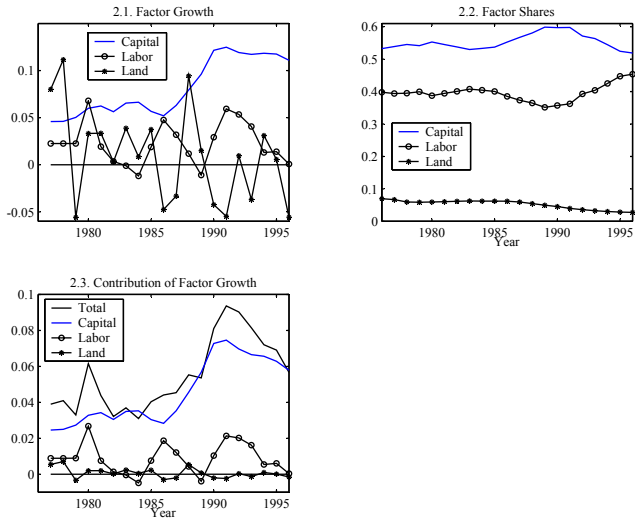 2.1. Factor Growth
Capital
Labor
Land
0.1
0.05
0
-0.05
1980 1985 1990 1995
2.2. Factor Shares
0.6
0.5
0.4
0.3
0.2
0.1
0
Capital
Labor
Land
1980 1985 1990 1995
Year
2.3. Contribution of Factor Growth
0.1
0.08
0.06
0.04
0.02
0
Total
Capital
Labor
Land
1980 1985 1990 1995
Year